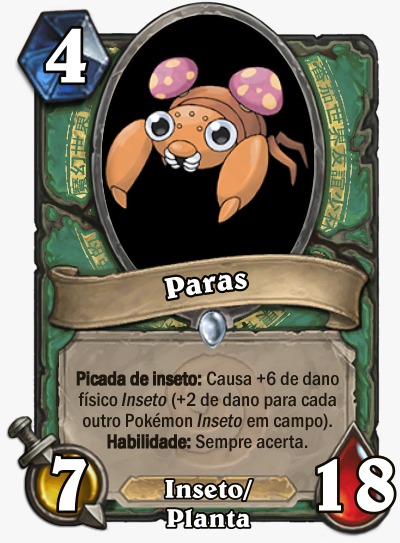 4
Paras
Picada de inseto: Causa +6 de dano
físico Inseto (+2 de dano para cada
outro Pokémon Inseto em campo).
Habilidade: Sempre acerta.
7
Inseto/
Planta
18